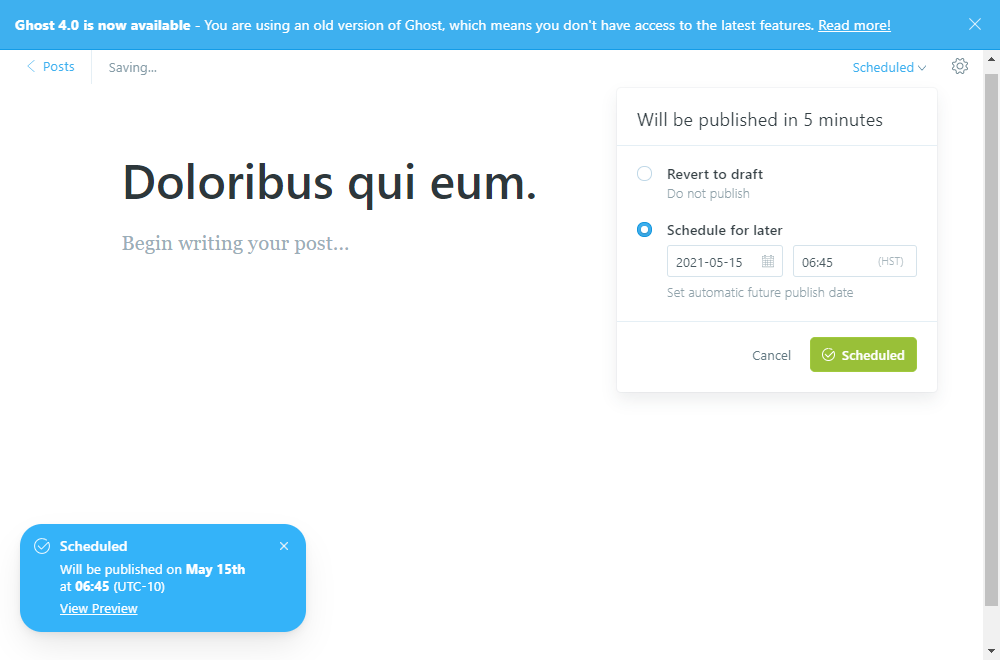 Ghost 4.0 is now available - You are using an old version of Ghost, which means you don't have access to the latest features. Read more!
Posts
Saving...
Scheduled
Will be published in 5 minutes
Doloribus qui eum.
Begin writing your post...
Revert to draft
Do not publish
Schedule for later
2021-05-15
06:45
(HST)
Set automatic future publish date
Cancel
Scheduled
Scheduled
Will be published on May 15th
at 06:45 (UTC-10)
View Preview